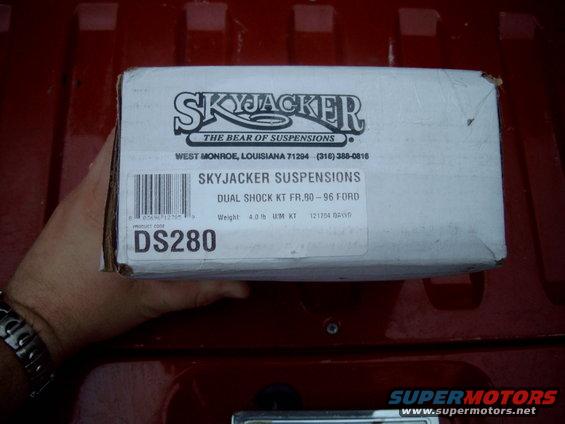 SKYJACKER
THE BEAR OF SUSPENSIONS
WEST MONROE, LOUISIANA 71294 (318) 388-0816
SKYJACKER SUSPENSIONS
DUAL SHOCK KT FR.80-96 FORD
Weight: 4.0 lb U/M KT 121704
PRODUCT CODE
DS280
SUPERMOTORS
www.supermotors.net